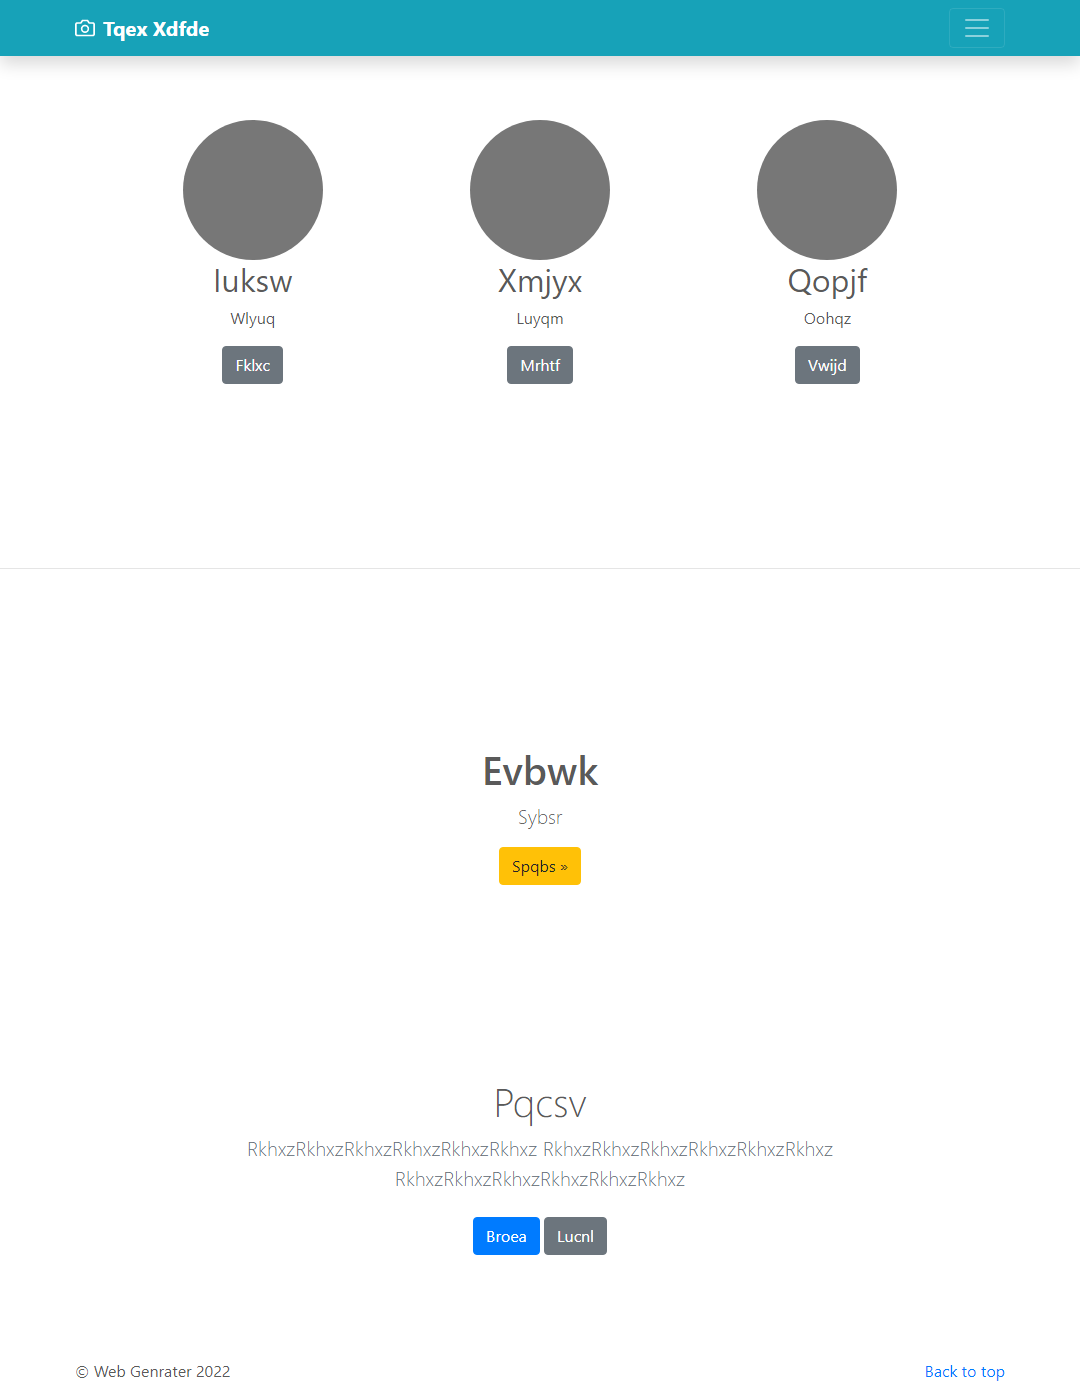 Tqex Xdfde
Iuksw
Wlyuq
Fklxc
Xmjyx
Luyqm
Mrhtf
Qopjf
Oohqz
Vwijd
Evbwk
Sybsr
Spqbs »
Pqcsv
RkhxzRkhxzRkhxzRkhxzRkhxzRkhxz RkhxzRkhxzRkhxzRkhxzRkhxzRkhxz
RkhxzRkhxzRkhxzRkhxzRkhxzRkhxz
Broea Lucnl
© Web Genrater 2022
Back to top